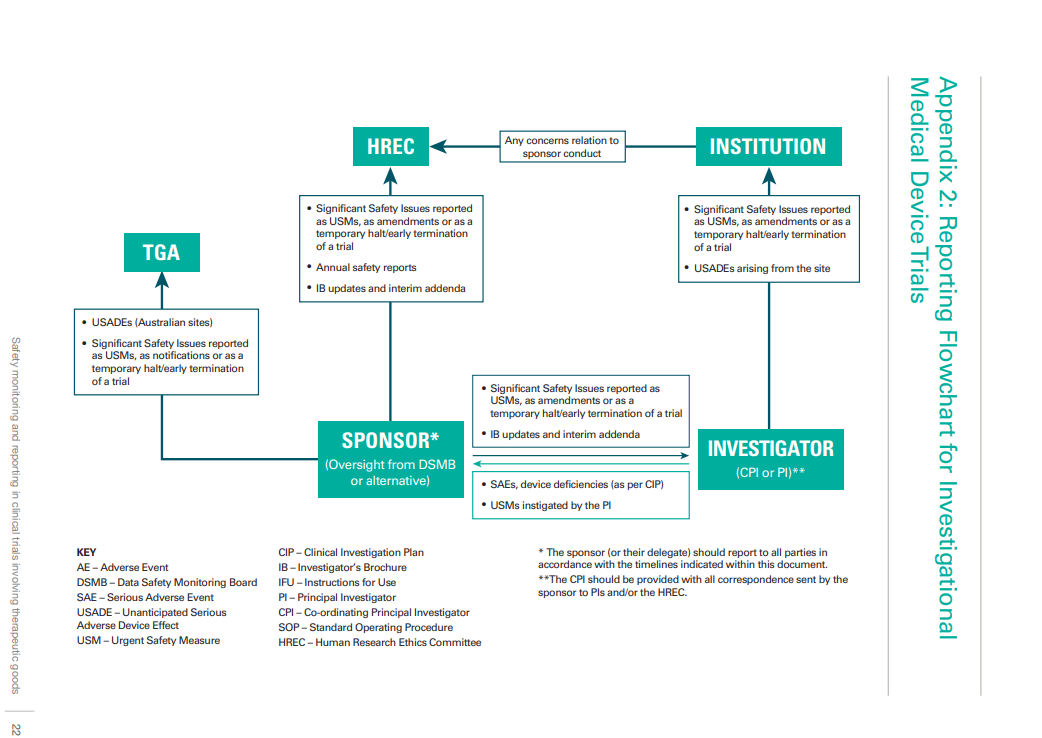 Appendix 2: Reporting Flowchart for Investigational
Medical Device Trials
HREC
Any concerns relation to
sponsor conduct
INSTITUTION
• Significant Safety Issues reported
as USMs, as amendments or as a
temporary halt/early termination
of a trial
• Annual safety reports
• IB updates and interim addenda
• Significant Safety Issues reported
as USMs, as amendments or as a
temporary halt/early termination
of a trial
• USADEs arising from the site
TGA
• USADEs (Australian sites)
• Significant Safety Issues reported
as USMs, as notifications or as a
temporary halt/early termination
of a trial
• Significant Safety Issues reported as
USMs, as amendments or as a
temporary halt/early termination of a trial
• IB updates and interim addenda
SPONSOR*
(Oversight from DSMB
or alternative)
INVESTIGATOR
(CPI or PI)**
• SAEs, device deficiencies (as per CIP)
• USMs instigated by the PI
KEY
AE – Adverse Event
DSMB – Data Safety Monitoring Board
SAE – Serious Adverse Event
USADE – Unanticipated Serious
Adverse Device Effect
USM – Urgent Safety Measure
CIP – Clinical Investigation Plan
IB – Investigator's Brochure
IFU – Instructions for Use
PI – Principal Investigator
CPI – Co-ordinating Principal Investigator
SOP – Standard Operating Procedure
HREC – Human Research Ethics Committee
* The sponsor (or their delegate) should report to all parties in
accordance with the timelines indicated within this document.
**The CPI should be provided with all correspondence sent by the
sponsor to PIs and/or the HREC.
Safety monitoring and reporting in clinical trials involving therapeutic goods
22